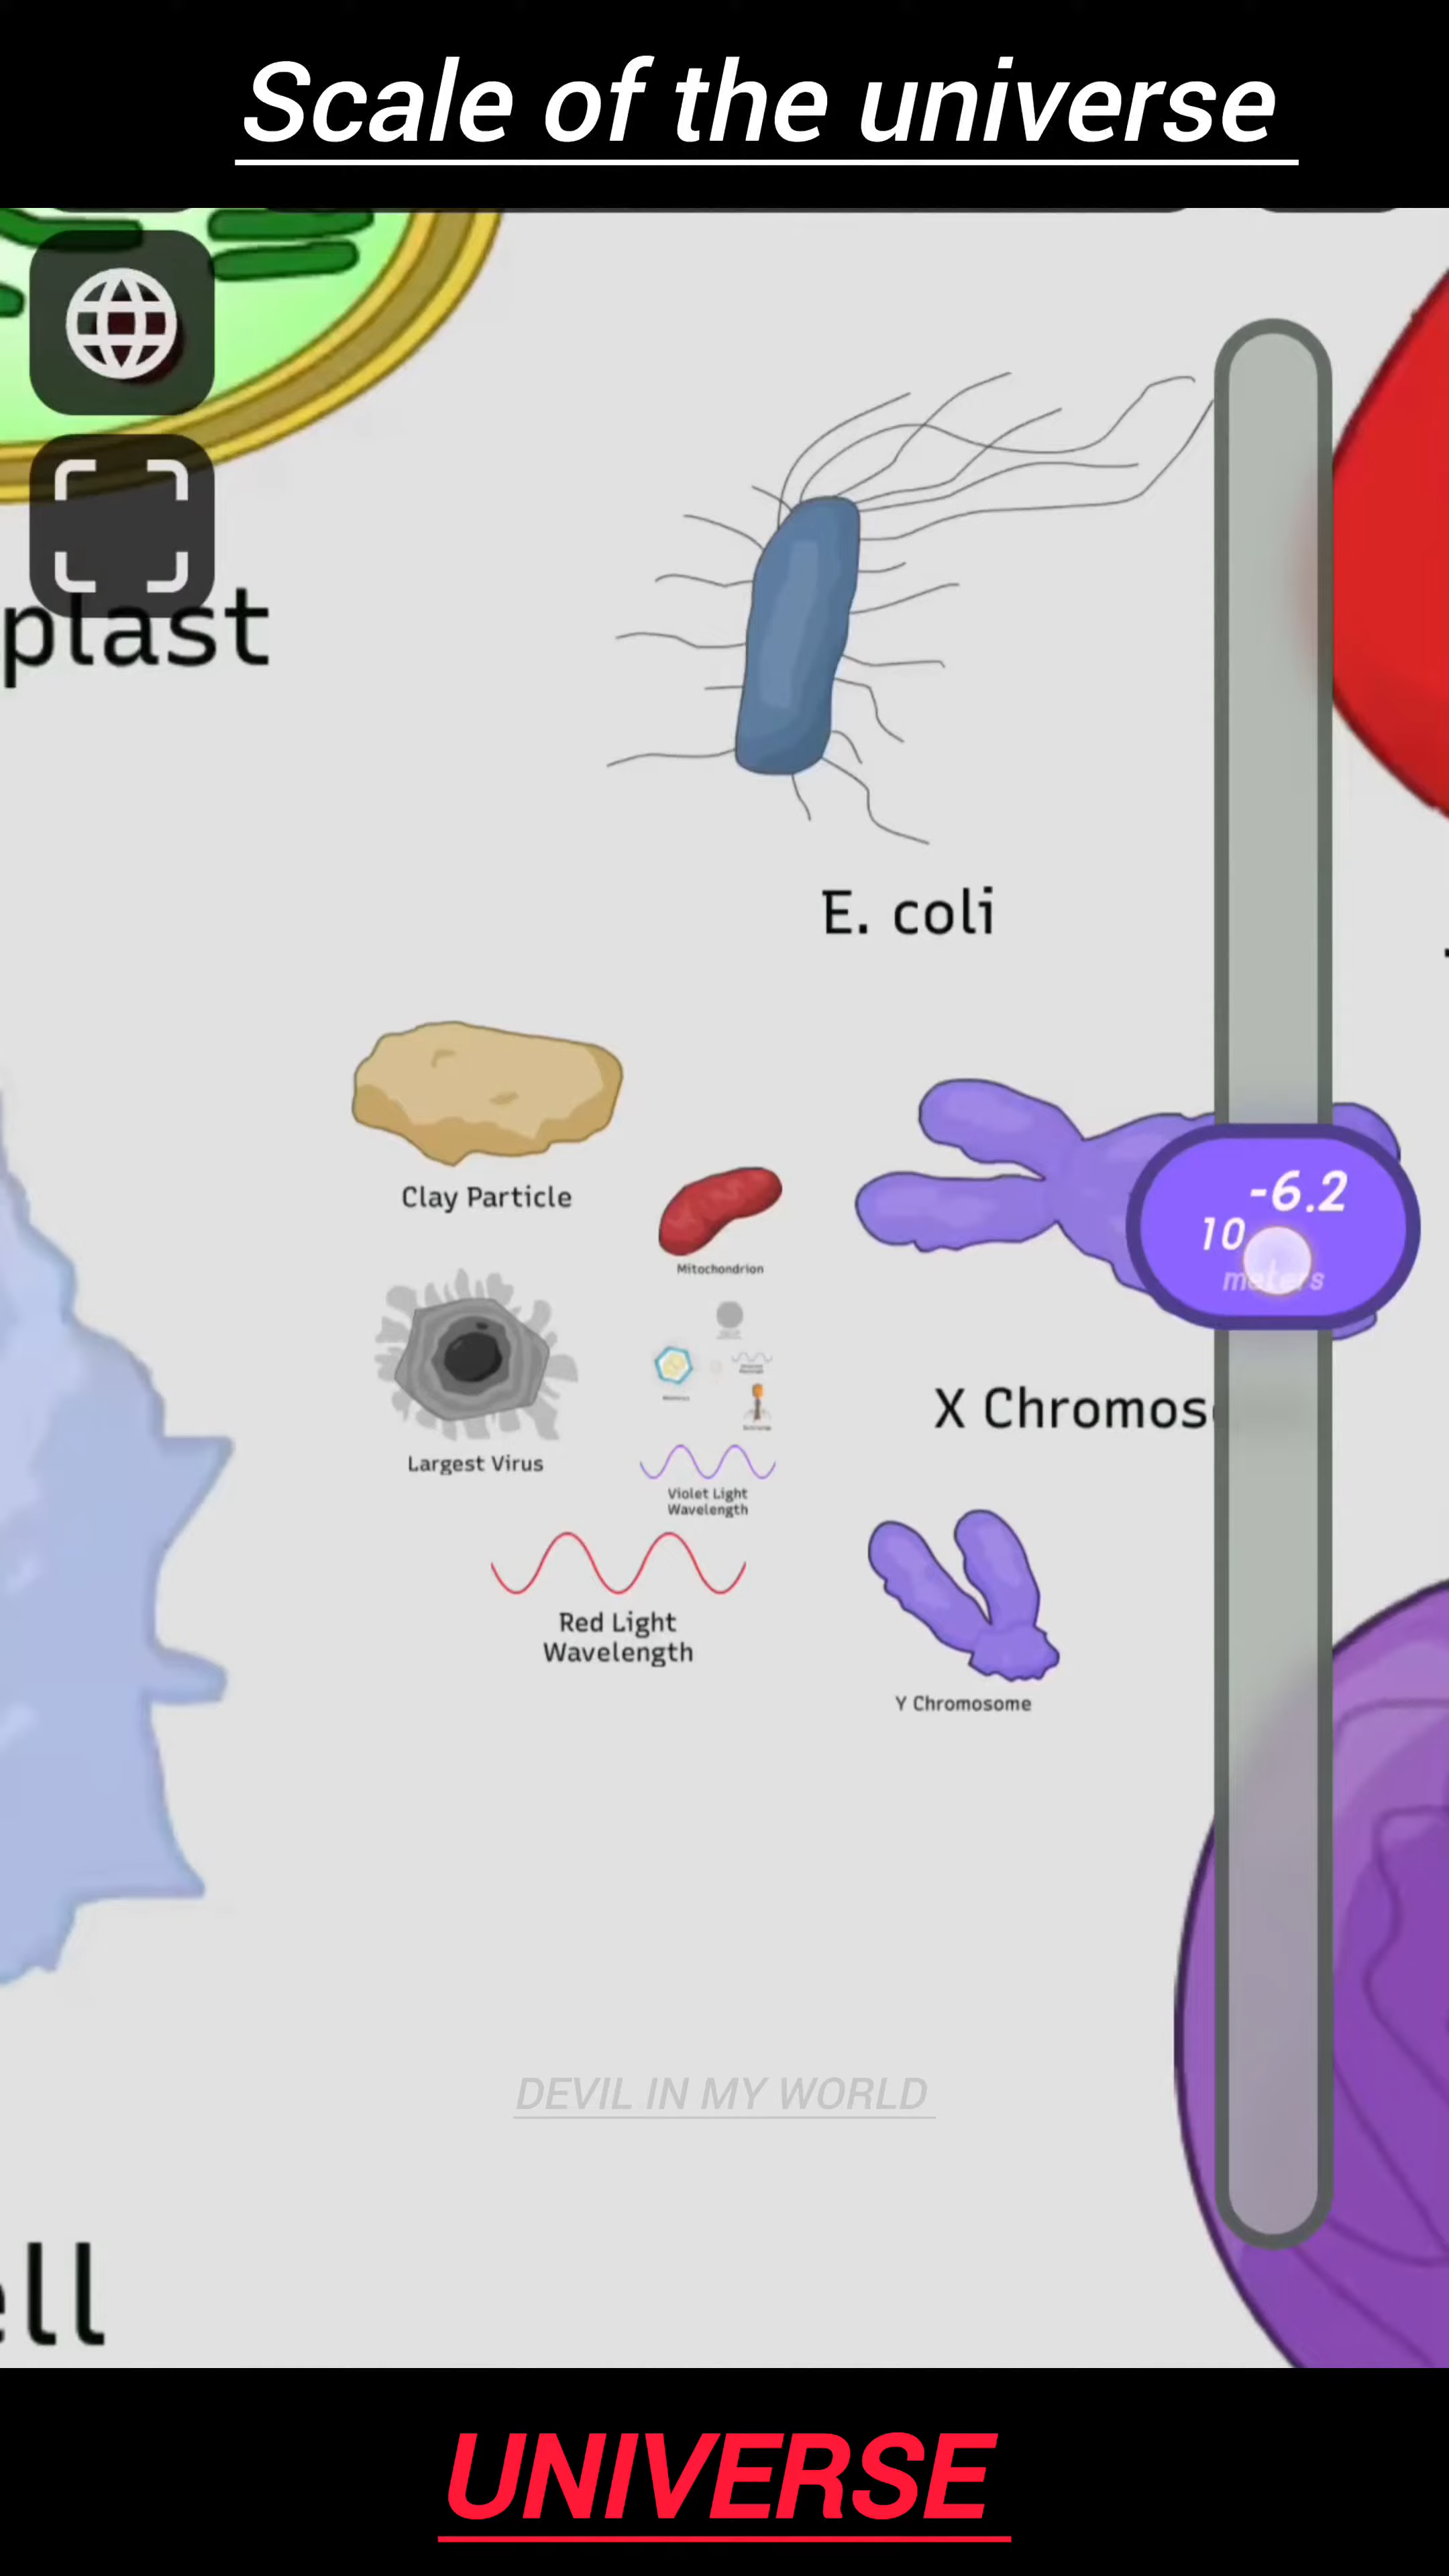 Scale of the universe
plast
E. coli
Clay Particle
Mitochondrion
-6.2
10
meters
X Chromos
Largest Virus
Violet Light
Wavelength
Red Light
Wavelength
Y Chromosome
DEVIL IN MY WORLD
ell
UNIVERSE